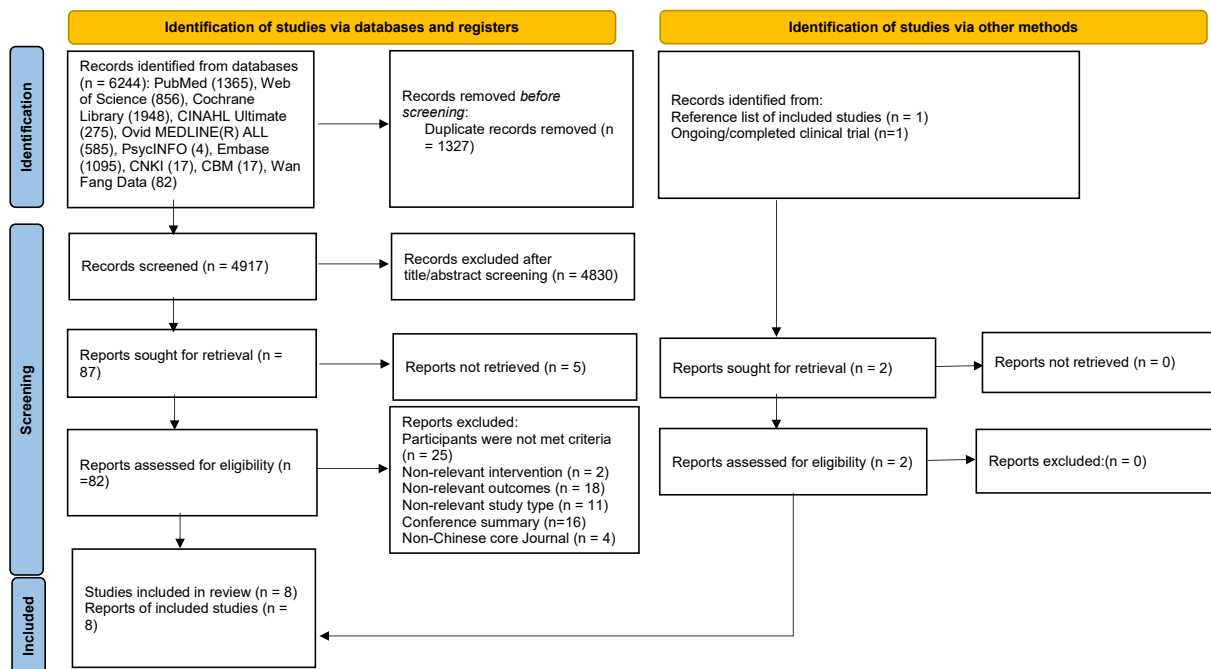 Identification of studies via databases and registers
Identification of studies via other methods
Identification
Records identified from databases
(n = 6244): PubMed (1365), Web
of Science (856), Cochrane
Library (1948), CINAHL Ultimate
(275), Ovid MEDLINE(R) ALL
(585), PsycINFO (4), Embase
(1095), CNKI (17), CBM (17), Wan
Fang Data (82)
Records removed before
screening:
Duplicate records removed (n
= 1327)
Records identified from:
Reference list of included studies (n = 1)
Ongoing/completed clinical trial (n=1)
Screening
Records screened (n = 4917)
Records excluded after
title/abstract screening (n = 4830)
Reports sought for retrieval (n =
87)
Reports not retrieved (n = 5)
Reports sought for retrieval (n = 2)
Reports not retrieved (n = 0)
Reports assessed for eligibility (n
=82)
Reports excluded:
Participants were not met criteria
(n = 25)
Non-relevant intervention (n = 2)
Non-relevant outcomes (n = 18)
Non-relevant study type (n = 11)
Conference summary (n=16)
Non-Chinese core Journal (n = 4)
Reports assessed for eligibility (n = 2)
Reports excluded:(n = 0)
Included
Studies included in review (n = 8)
Reports of included studies (n =
8)